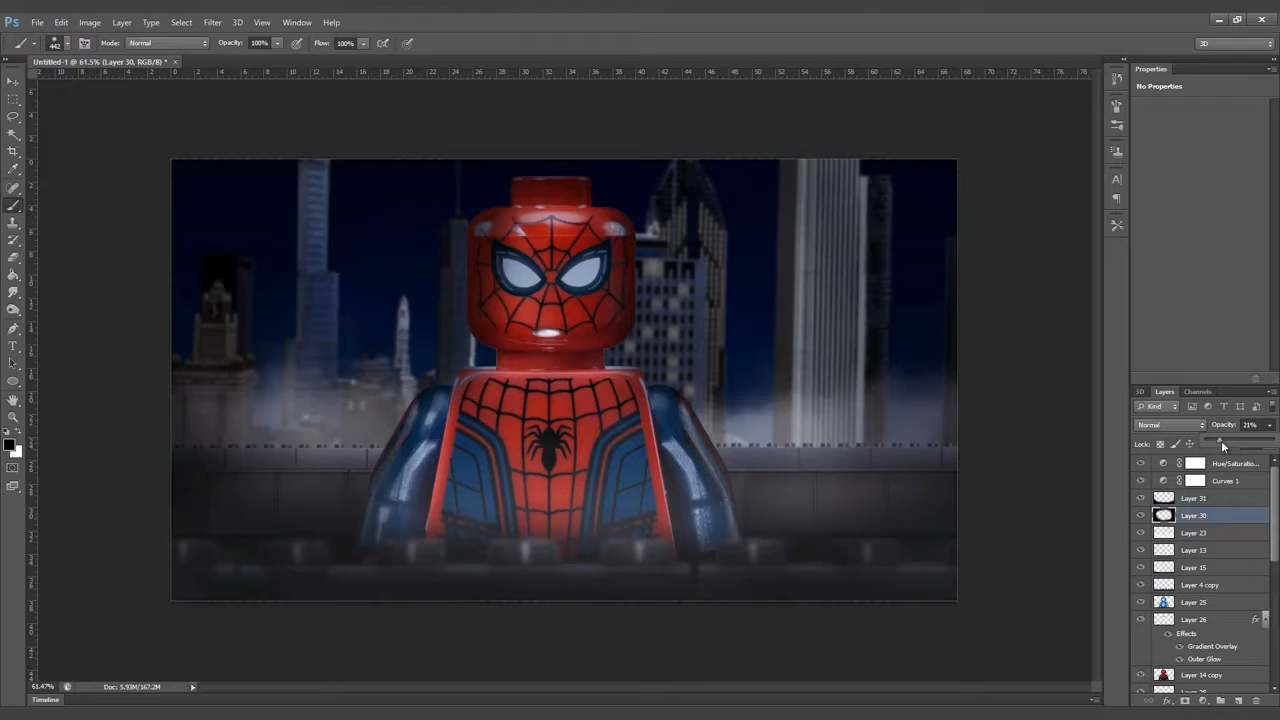 Ps File Edit Image Layer Type Select Filter 3D View Window Help
442 Mode: Normal Opacity: 100% Flow: 100% 3D
Untitled-1 @ 61.5% (Layer 30, RGB/8) *
Properties
No Properties
3D Layers Channels
Kind
Normal Opacity: 21%
Lock:
Hue/Saturatio...
Curves 1
Layer 31
Layer 30
Layer 23
Layer 13
Layer 15
Layer 4 copy
Layer 25
Layer 26 fx
Effects
Gradient Overlay
Outer Glow
Layer 14 copy
61.47% Doc: 5.93M/167.2M
Timeline